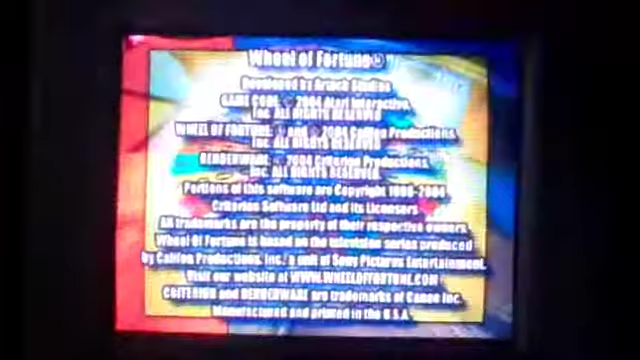 Wheel of Fortune®
Developed by Artech Studios
GAME CODE © 2004 Atari Interactive,
Inc. ALL RIGHTS RESERVED
WHEEL OF FORTUNE and © 2004 Califon Productions,
Inc. ALL RIGHTS RESERVED
RENDERWARE © 2004 Criterion Productions,
Inc. ALL RIGHTS RESERVED
Portions of this software are Copyright 1998-2004
Criterion Software Ltd and its Licensers
All trademarks are the property of their respective owners.
Wheel Of Fortune is based on the television series produced
by Califon Productions, Inc., a unit of Sony Pictures Entertainment.
Visit our website at WWW.WHEELOFFORTUNE.COM
CRITERION and RENDERWARE are trademarks of Canon Inc.
Manufactured and printed in the U.S.A.